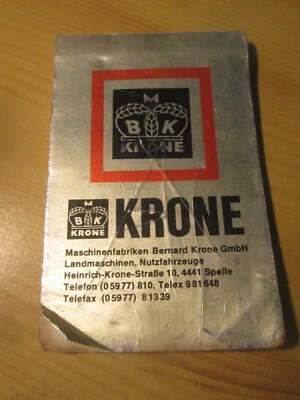 M
B K
KRONE
M
B K
KRONE
KRONE
Maschinenfabriken Bernard Krone GmbH
Landmaschinen, Nutzfahrzeuge
Heinrich-Krone-Straße 10, 4441 Spelle
Telefon (05977) 810, Telex 981648
Telefax (05977) 81339